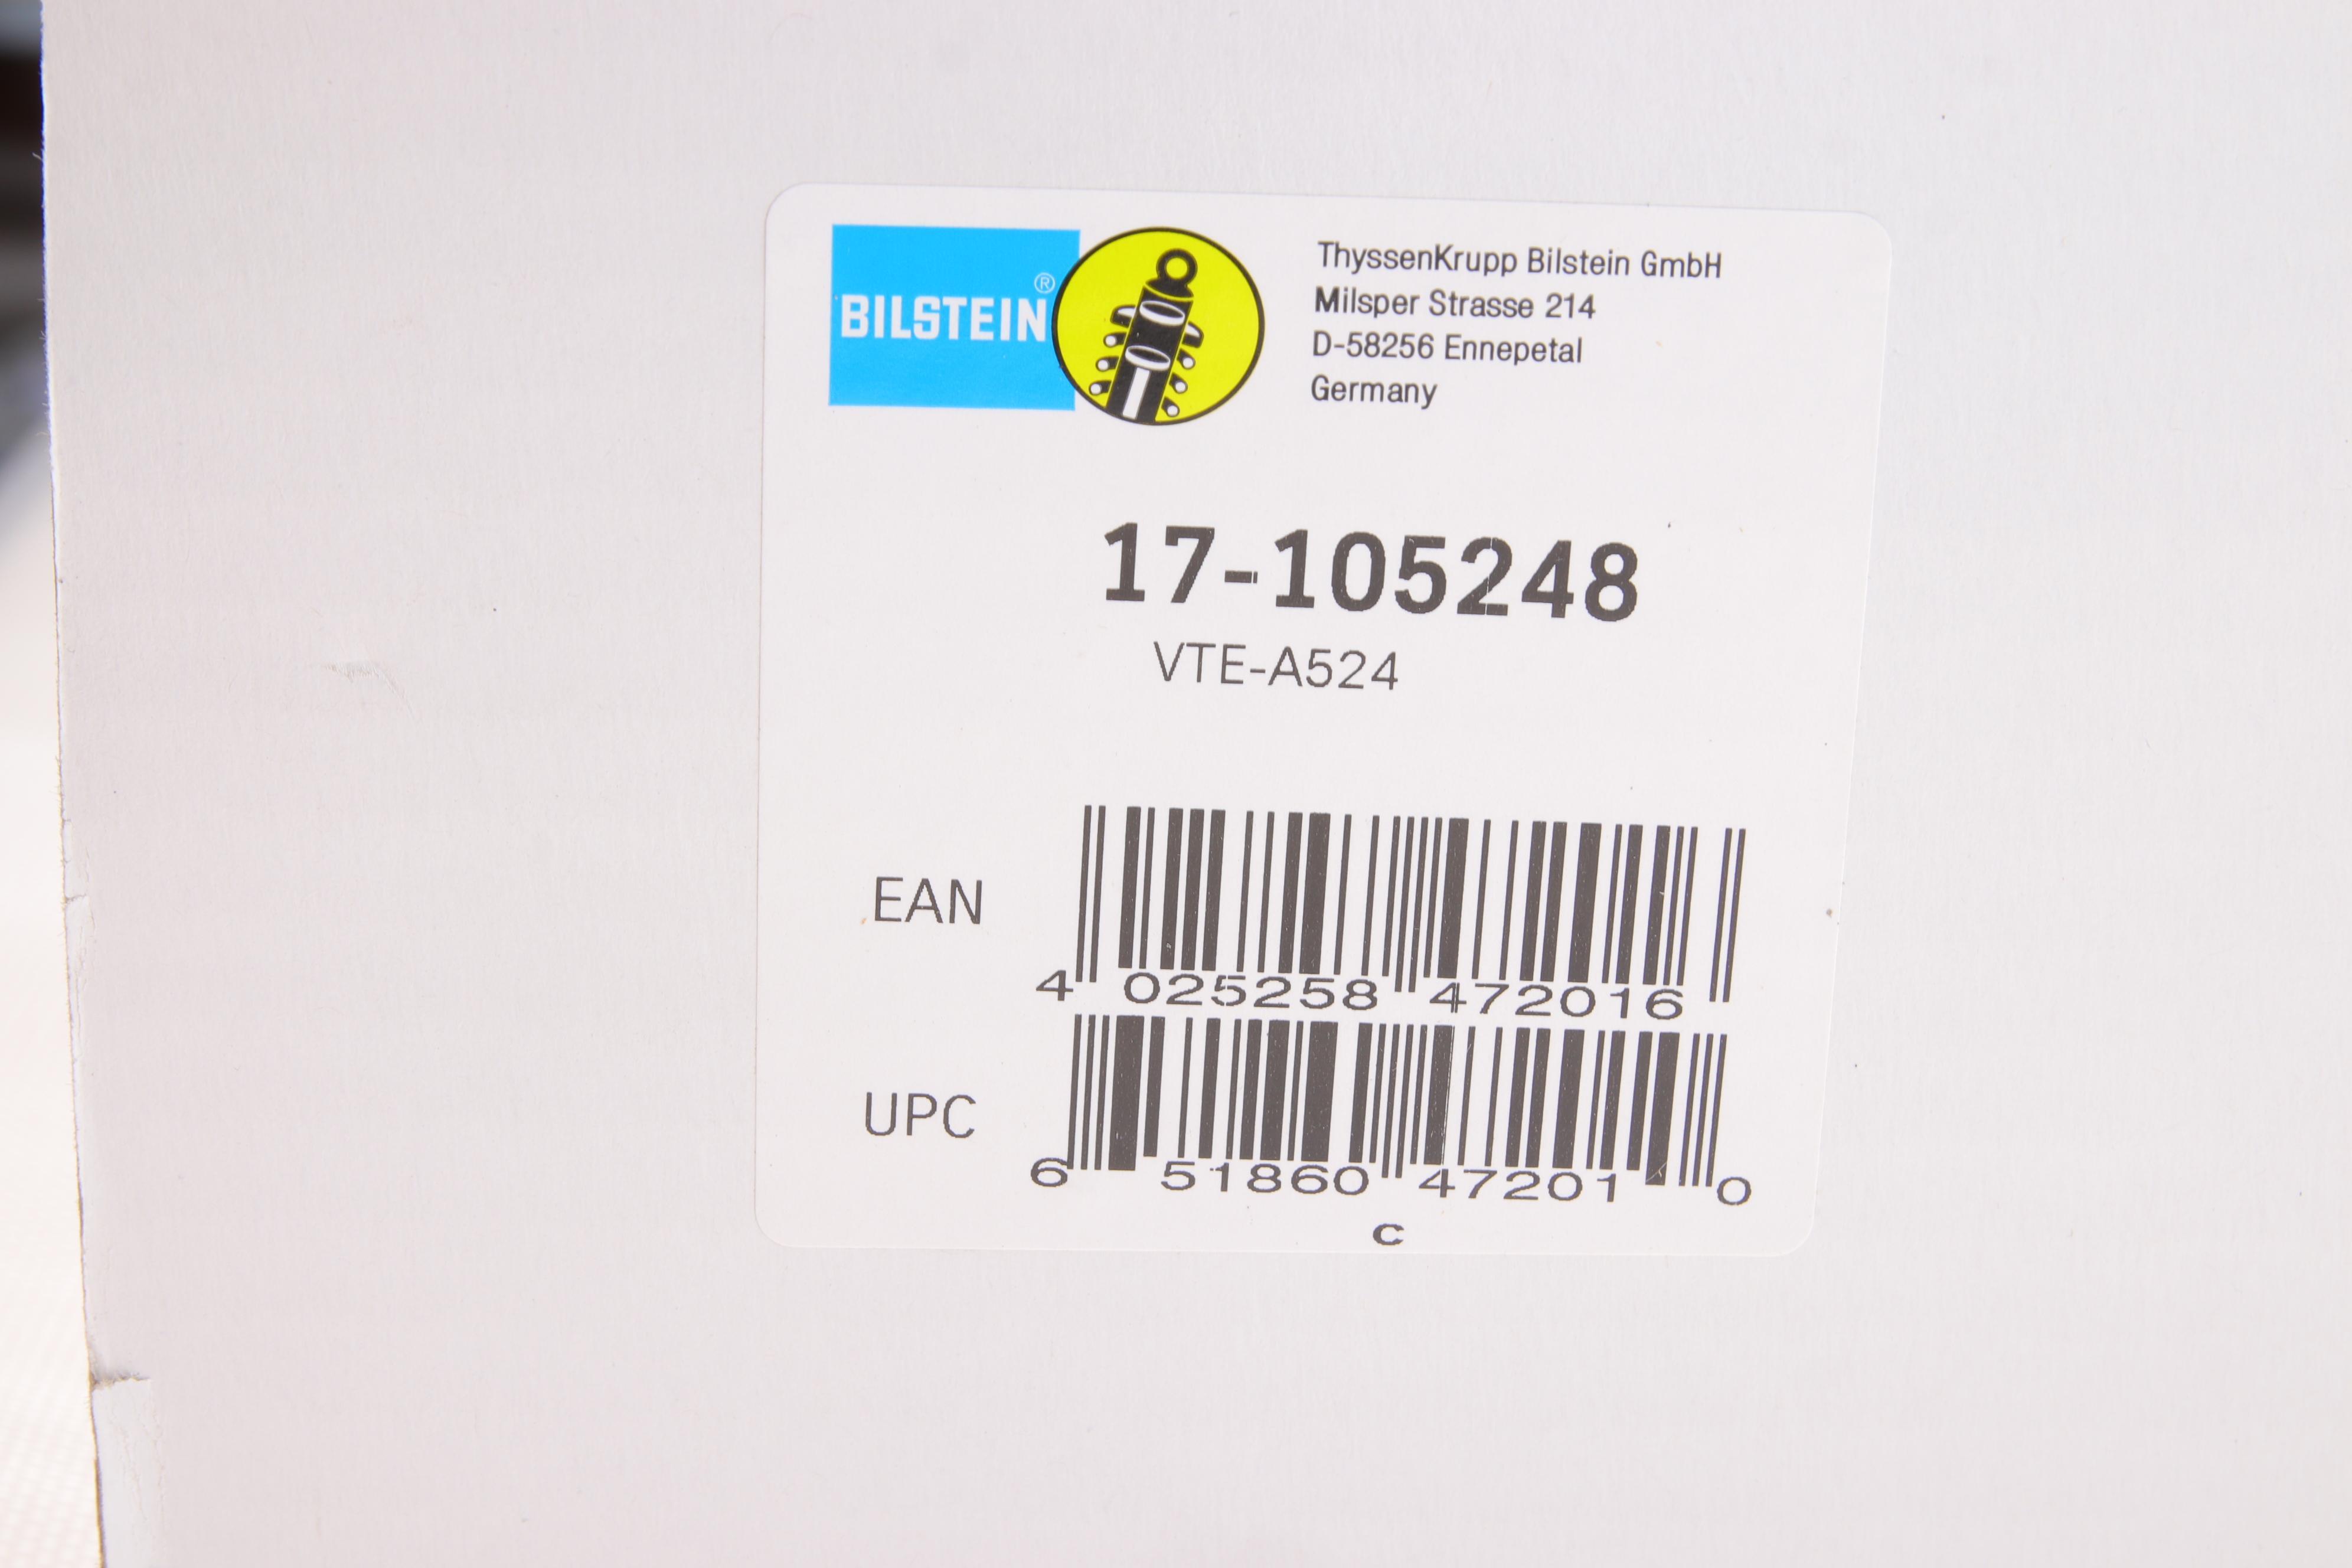 BILSTEIN®
ThyssenKrupp Bilstein GmbH
Milsper Strasse 214
D-58256 Ennepetal
Germany
17-105248
VTE-A524
EAN
4 025258 472016
UPC
6 51860 47201 0
C